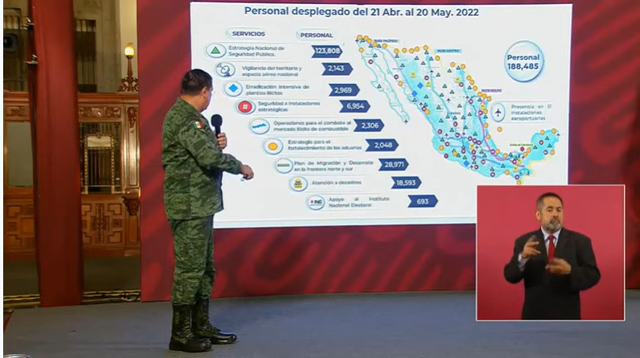 Personal desplegado del 21 Abr. al 20 May. 2022
SERVICIOS PERSONAL
Estrategia Nacional de
Seguridad Pública.
123,808
Vigilancia del territorio y
espacio aéreo nacional
2,143
Erradicación intensiva de
plantíos ilícitos
2,969
Seguridad a instalaciones
estratégicas
6,954
Operaciones para el combate al
mercado ilícito de combustible
2,306
Estrategia para el
fortalecimiento de las aduanas
2,048
Plan de Migración y Desarrollo
en la frontera norte y sur
28,971
Atención a desastres
18,593
INE
Apoyo al Instituto
Nacional Electoral
693
Personal
188,485
Presencia en
instalaciones
aeroportuarias